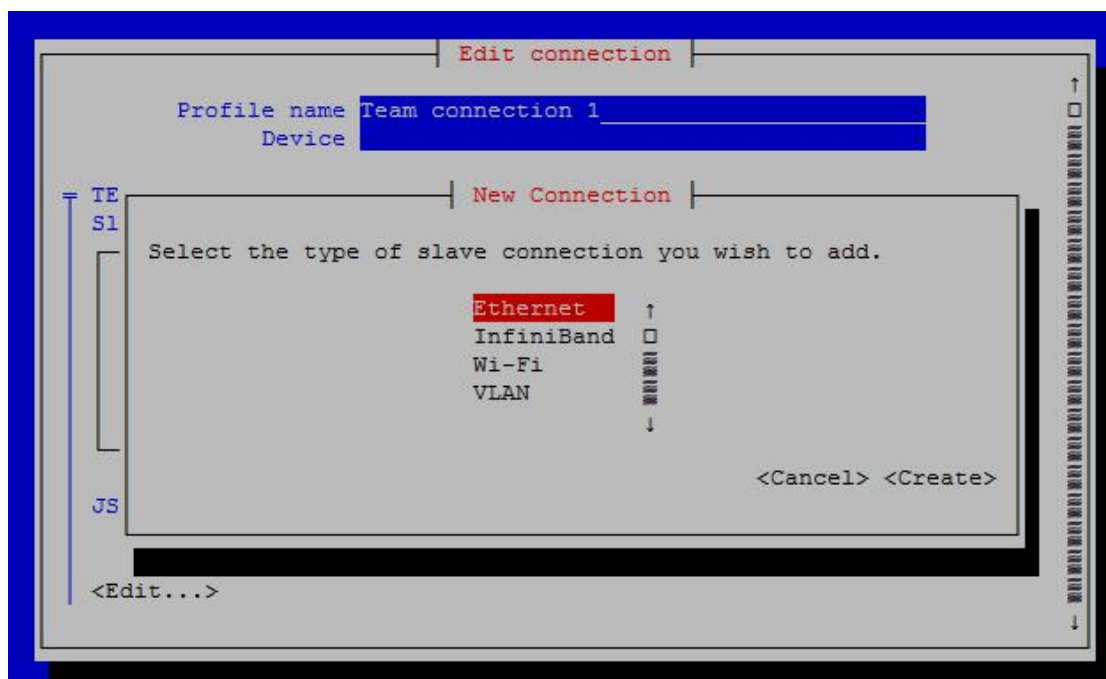 Edit connection
Profile name Team connection 1
Device
TE
New Connection
Sl
Select the type of slave connection you wish to add.
Ethernet
InfiniBand
Wi-Fi
VLAN
<Cancel> <Create>
JS
<Edit...>